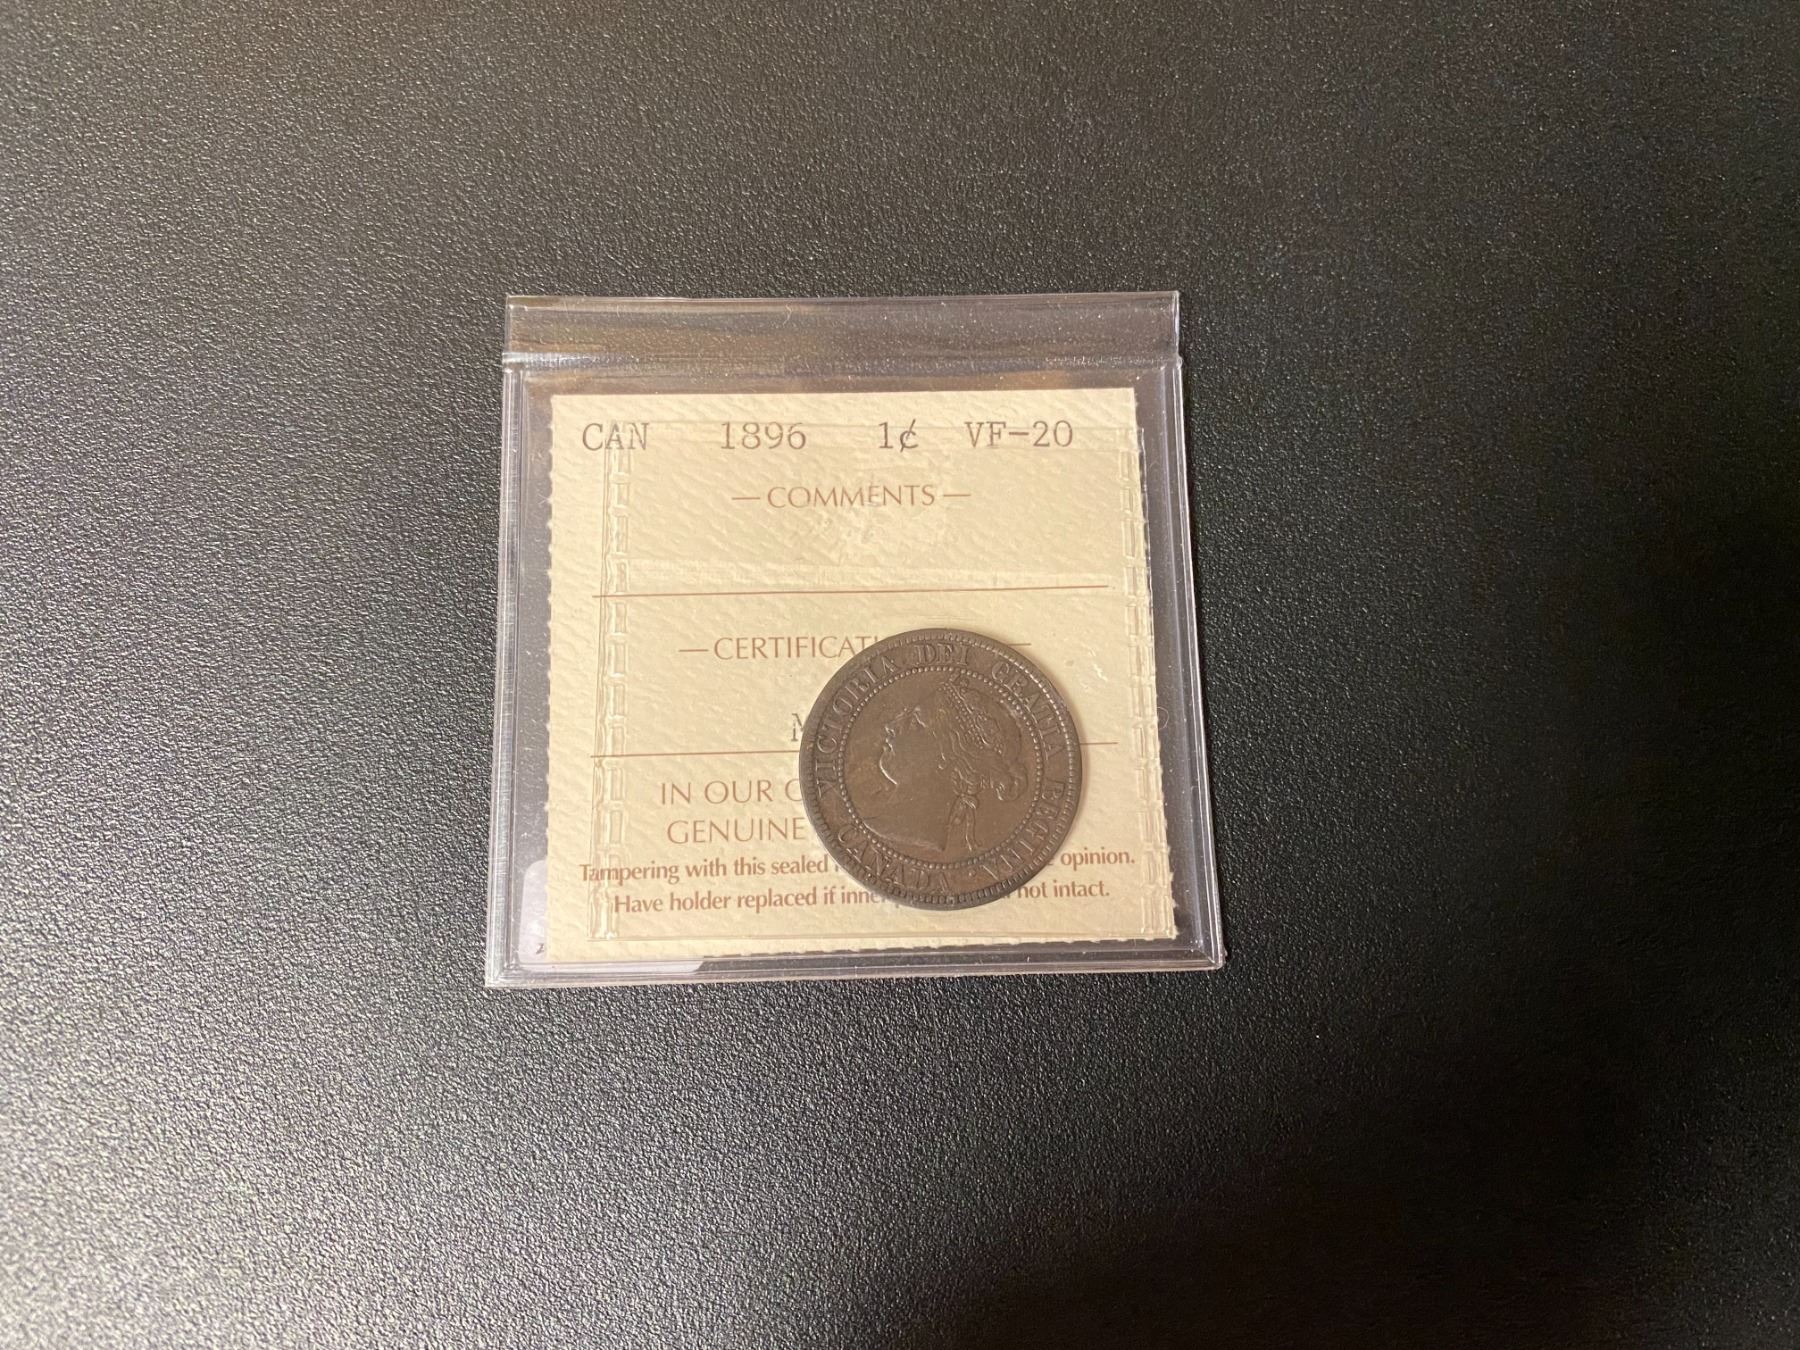 CAN 1896 1¢ VF-20
— COMMENTS —
— CERTIFICATI
IN OUR
GENUINE
Tampering with this sealed opinion.
Have holder replaced if inner not intact.
VICTORIA DEI GRATIA REGINA. CANADA